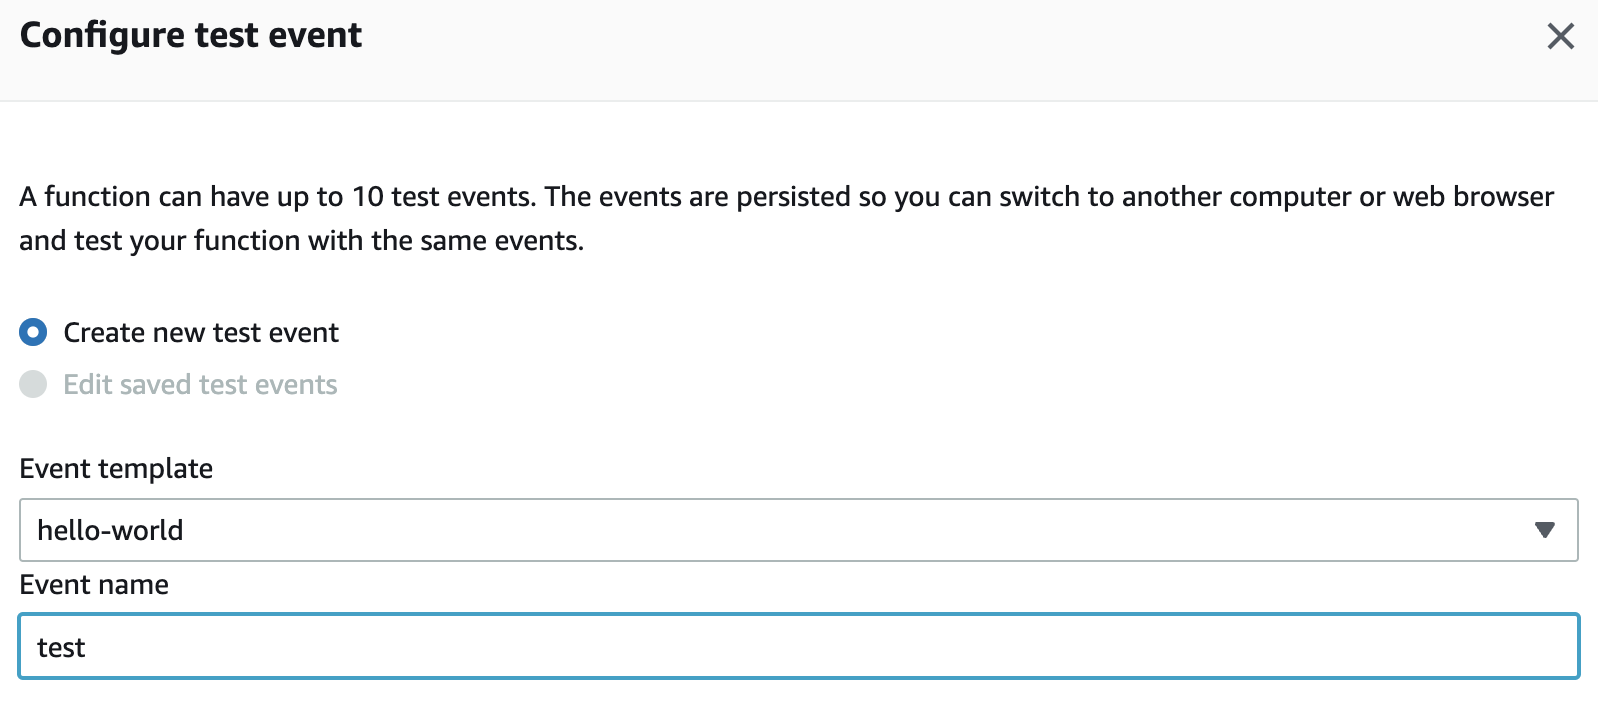 Configure test event
A function can have up to 10 test events. The events are persisted so you can switch to another computer or web browser
and test your function with the same events.
Create new test event
Edit saved test events
Event template
hello-world
Event name
test